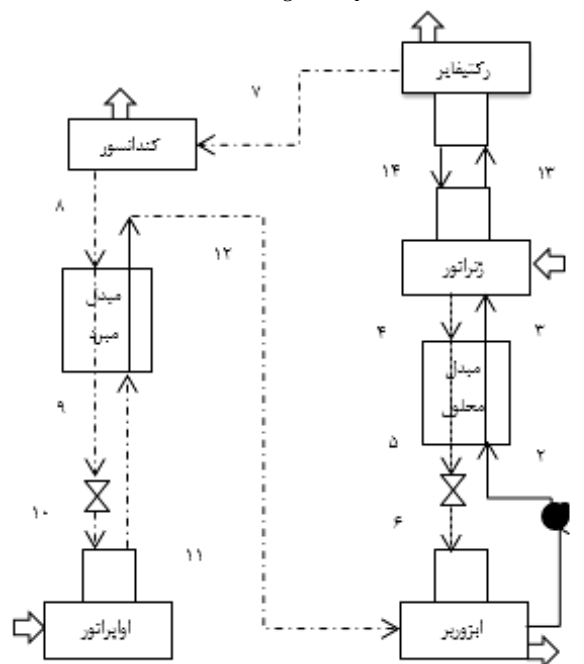 رکتیفایر
۷
کندانسور
۱۴
۱۳
۸
ژنراتور
۱۲
مبدل
مبرد
۴
۳
مبدل
محلول
۹
۵
۲
۱۰
۶
۱۱
اواپراتور
ابزوربر